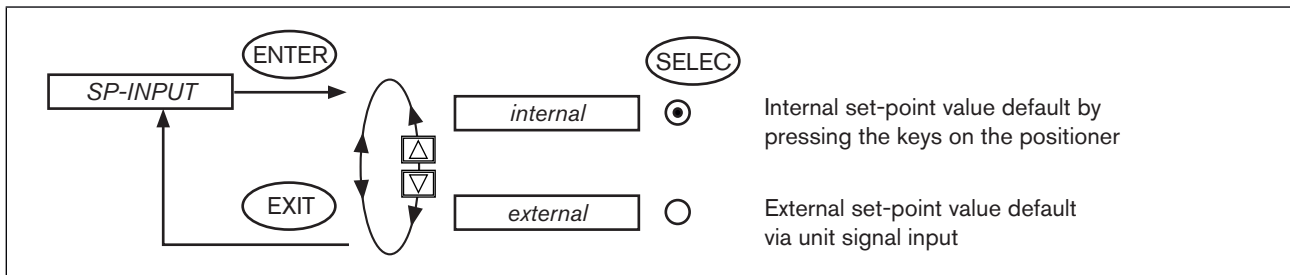 ENTER
SELEC
SP-INPUT
internal
Internal set-point value default by
pressing the keys on the positioner
EXIT
external
External set-point value default
via unit signal input